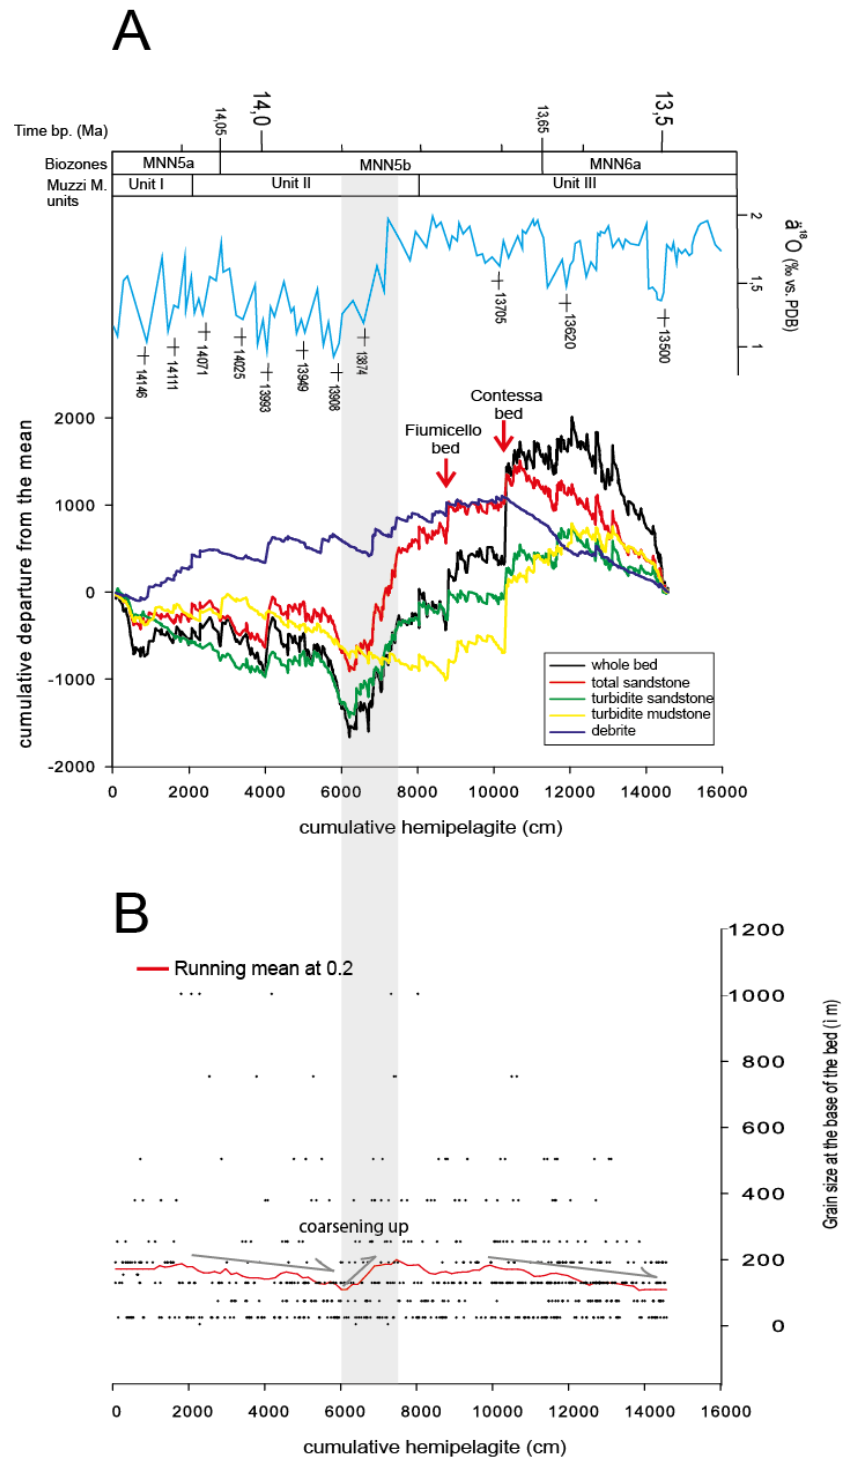 A
Time bp. (Ma)
14,05
14,0
13,65
13,5
Biozones
MNN5a
MNN5b
MNN6a
Muzzi M.
units
Unit I
Unit II
Unit III
2
1,5
1
ä18O (‰ vs. PDB)
14146
14111
14071
14025
13993
13949
13908
13874
13705
13620
13500
Contessa
bed
Fiumicello
bed
cumulative departure from the mean
2000
1000
0
-1000
-2000
whole bed
total sandstone
turbidite sandstone
turbidite mudstone
debrite
0 2000 4000 6000 8000 10000 12000 14000 16000
cumulative hemipelagite (cm)
B
Running mean at 0.2
1200
1000
800
600
400
200
0
Grain size at the base of the bed (ì m)
coarsening up
0 2000 4000 6000 8000 10000 12000 14000 16000
cumulative hemipelagite (cm)